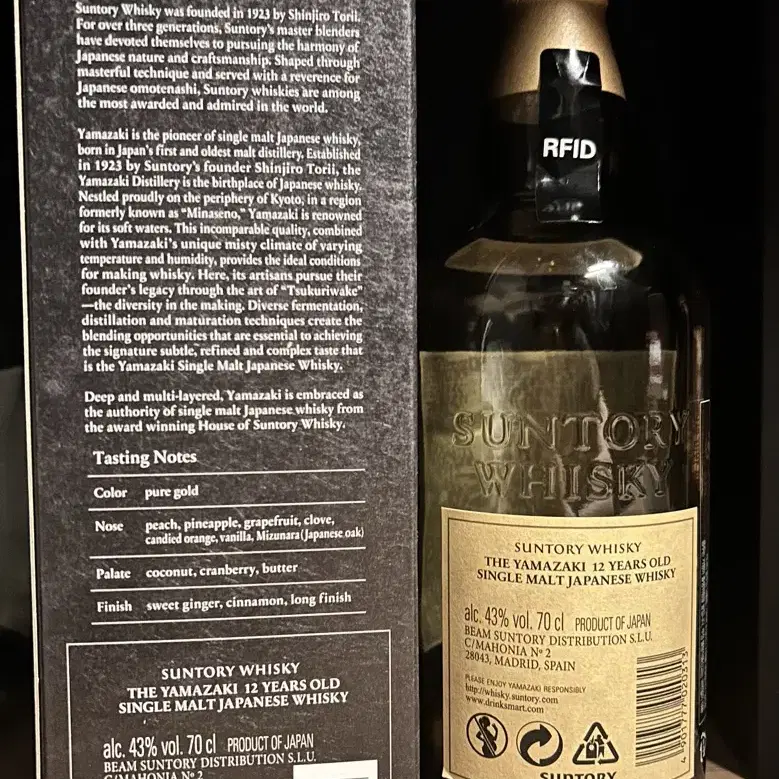 Suntory Whisky was founded in 1923 by Shinjiro Torii.
For over three generations, Suntory's master blenders
have devoted themselves to pursuing the harmony of
Japanese nature and craftsmanship. Shaped through
masterful technique and served with a reverence for
Japanese omotenashi, Suntory whiskies are among
the most awarded and admired in the world.
Yamazaki is the pioneer of single malt Japanese whisky,
born in Japan's first and oldest malt distillery. Established
in 1923 by Suntory's founder Shinjiro Torii, the
Yamazaki Distillery is the birthplace of Japanese whisky.
Nestled proudly on the periphery of Kyoto, in a region
formerly known as "Minaseno," Yamazaki is renowned
for its soft waters. This incomparable quality, combined
with Yamazaki's unique misty climate of varying
temperature and humidity, provides the ideal conditions
for making whisky. Here, its artisans pursue their
founder's legacy through the art of "Tsukuriwake"
—the diversity in the making. Diverse fermentation,
distillation and maturation techniques create the
blending opportunities that are essential to achieving
the signature subtle, refined and complex taste that
is the Yamazaki Single Malt Japanese Whisky.
Deep and multi-layered, Yamazaki is embraced as
the authority of single malt Japanese whisky from
the award winning House of Suntory Whisky.
Tasting Notes
Color pure gold
Nose peach, pineapple, grapefruit, clove,
candied orange, vanilla, Mizunara (Japanese oak)
Palate coconut, cranberry, butter
Finish sweet ginger, cinnamon, long finish
SUNTORY WHISKY
THE YAMAZAKI 12 YEARS OLD
SINGLE MALT JAPANESE WHISKY
alc. 43% vol. 70 cl PRODUCT OF JAPAN
BEAM SUNTORY DISTRIBUTION S.L.U.
C/MAHONIA Nº 2
RFID
SUNTORY
WHISKY
SUNTORY WHISKY
THE YAMAZAKI 12 YEARS OLD
SINGLE MALT JAPANESE WHISKY
alc. 43% vol. 70 cl PRODUCT OF JAPAN
BEAM SUNTORY DISTRIBUTION S.L.U.
C/MAHONIA Nº 2
28043, MADRID, SPAIN
PLEASE ENJOY YAMAZAKI RESPONSIBLY
http://whisky.suntory.com
www.drinksmart.com
4 901777 020313
SUNTORY